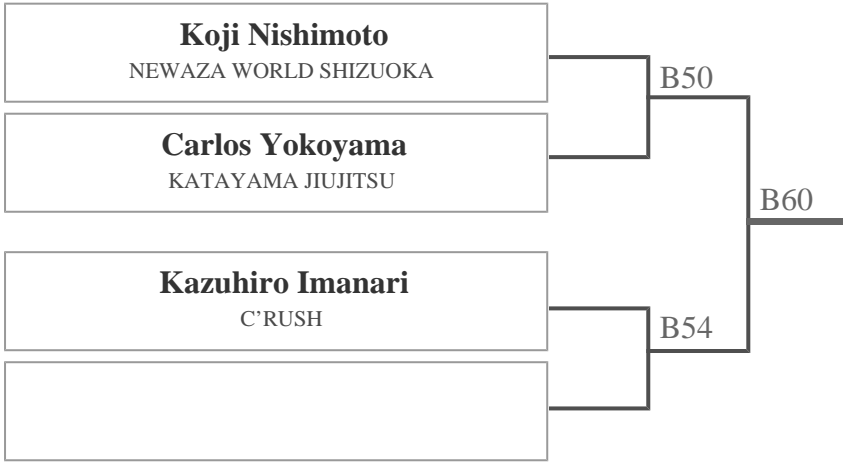 Koji Nishimoto
NEWAZA WORLD SHIZUOKA
B50
Carlos Yokoyama
KATAYAMA JIUJITSU
B60
Kazuhiro Imanari
C’RUSH
B54